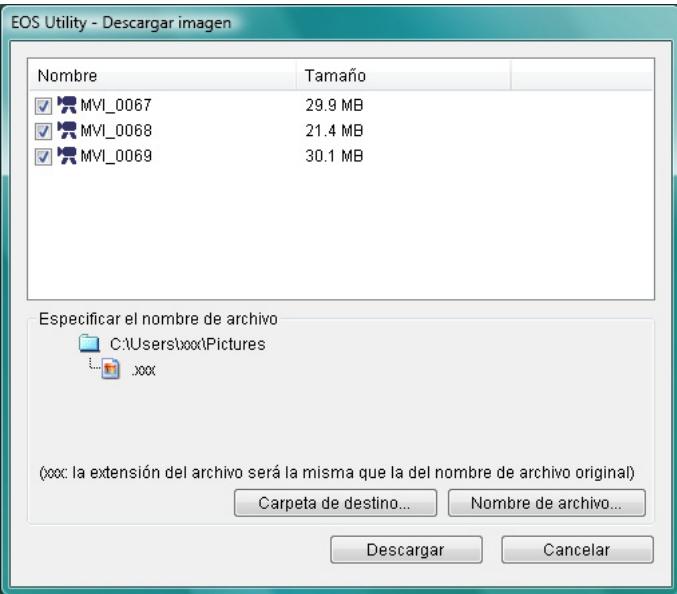 EOS Utility - Descargar imagen
Nombre Tamaño
MVI_0067 29.9 MB
MVI_0068 21.4 MB
MVI_0069 30.1 MB
Especificar el nombre de archivo
C:\Users\xxx\Pictures
.xxx
(xxx: la extensión del archivo será la misma que la del nombre de archivo original)
Carpeta de destino... Nombre de archivo...
Descargar Cancelar